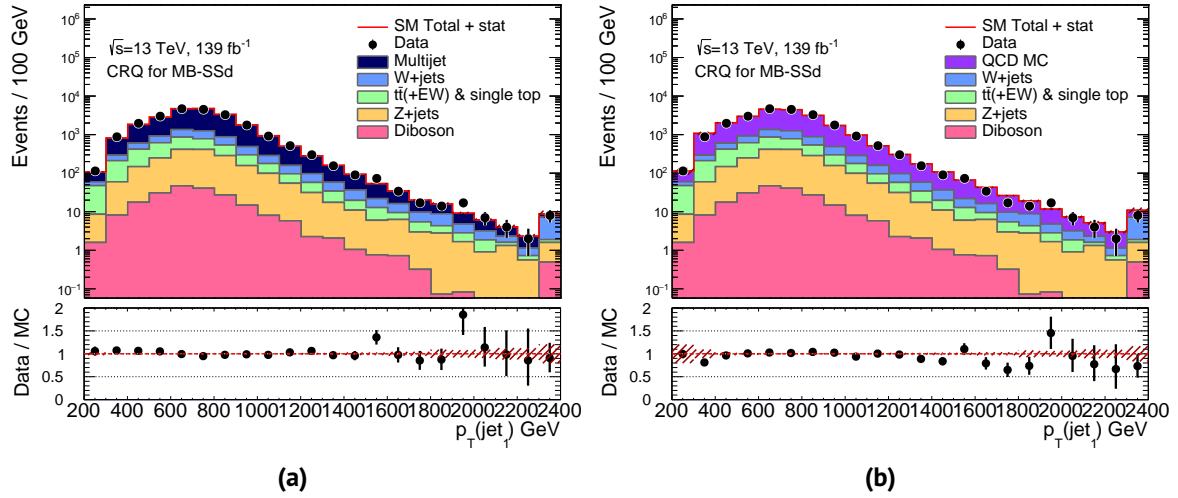 Events / 100 GeV
10⁶
10⁵
10⁴
10³
10²
10
1
10⁻¹
√s=13 TeV, 139 fb⁻¹
CRQ for MB-SSd
SM Total + stat
Data
Multijet
W+jets
tt̄(+EW) & single top
Z+jets
Diboson
Data / MC
2
1.5
1
0.5
0
200 400 600 800 1000 1200 1400 1600 1800 2000 2200 2400
p_T(jet_1) GeV
(a)
Events / 100 GeV
10⁶
10⁵
10⁴
10³
10²
10
1
10⁻¹
√s=13 TeV, 139 fb⁻¹
CRQ for MB-SSd
SM Total + stat
Data
QCD MC
W+jets
tt̄(+EW) & single top
Z+jets
Diboson
Data / MC
2
1.5
1
0.5
0
200 400 600 800 1000 1200 1400 1600 1800 2000 2200 2400
p_T(jet_1) GeV
(b)